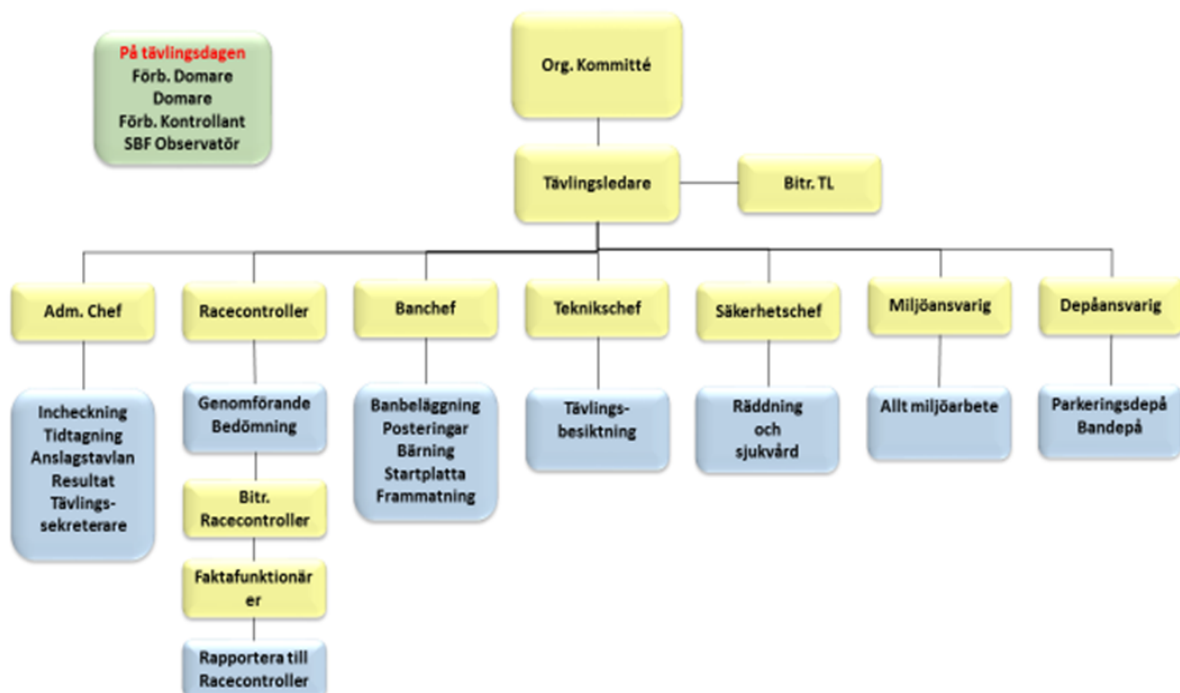 På tävlingsdagen
Förb. Domare
Domare
Förb. Kontrollant
SBF Observatör
Org. Kommitté
Tävlingsledare
Bitr. TL
Adm. Chef
Racecontroller
Banchef
Teknikschef
Säkerhetschef
Miljöansvarig
Depåansvarig
Incheckning
Tidtagning
Anslagstavlan
Resultat
Tävlings-
sekreterare
Genomförande
Bedömning
Bitr.
Racecontroller
Faktafunktionär
er
Rapportera till
Racecontroller
Banbeläggning
Posteringar
Bärning
Startplatta
Frammatning
Tävlings-
besiktning
Räddning
och
sjukvård
Allt miljöarbete
Parkeringsdepå
Bandepå